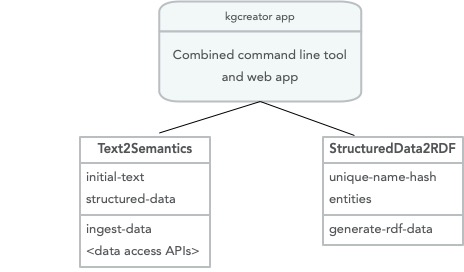 kgcreator app
Combined command line tool
and web app
Text2Semantics
initial-text
structured-data
ingest-data
<data access APIs>
StructuredData2RDF
unique-name-hash
entities
generate-rdf-data